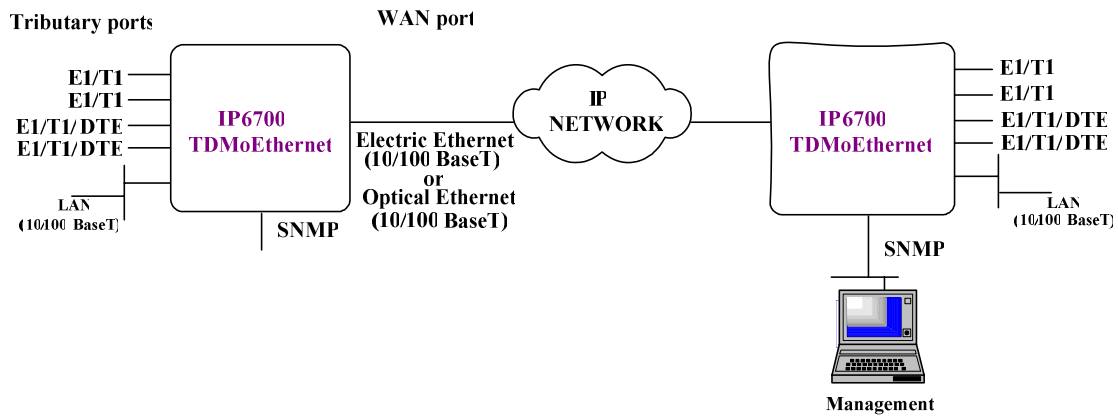 Tributary ports
WAN port
E1/T1
E1/T1
E1/T1/DTE
E1/T1/DTE
LAN
(10/100 BaseT)
IP6700
TDMoEthernet
SNMP
Electric Ethernet
(10/100 BaseT)
or
Optical Ethernet
(10/100 BaseT)
IP
NETWORK
IP6700
TDMoEthernet
E1/T1
E1/T1
E1/T1/DTE
E1/T1/DTE
LAN
(10/100 BaseT)
SNMP
Management